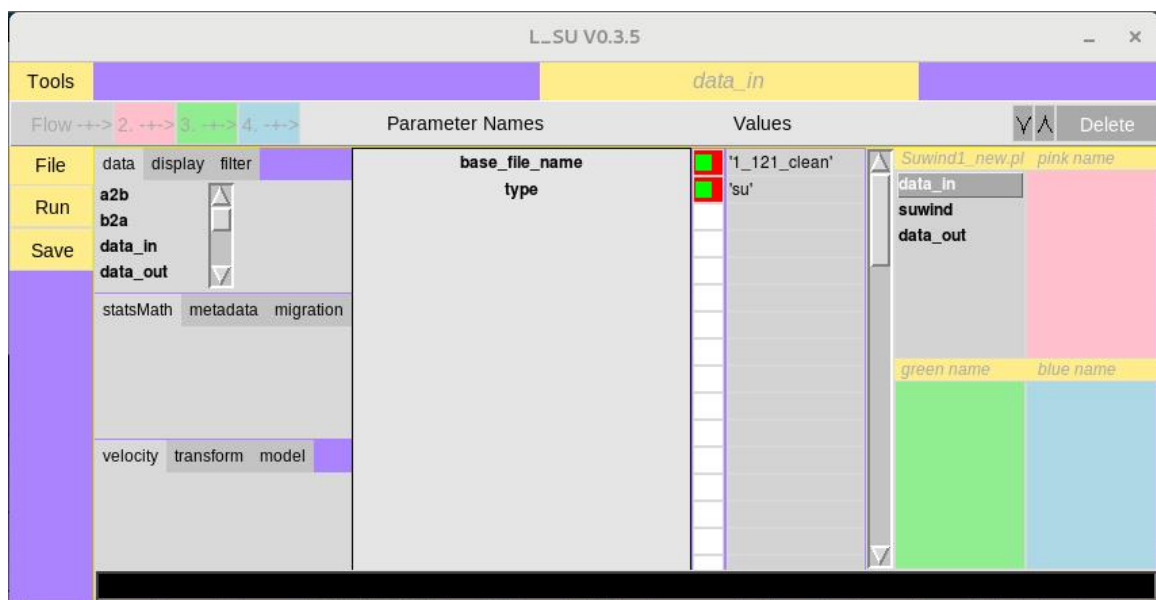 L_SU V0.3.5
Tools data_in
Flow -+-> 2. -+-> 3. -+-> 4. -+-> Parameter Names Values Delete
File data display filter base_file_name '1_121_clean' Suwind1_new.pl pink name
a2b type 'su' data_in
Run b2a suwind
Save data_in data_out
data_out
statsMath metadata migration
green name blue name
velocity transform model